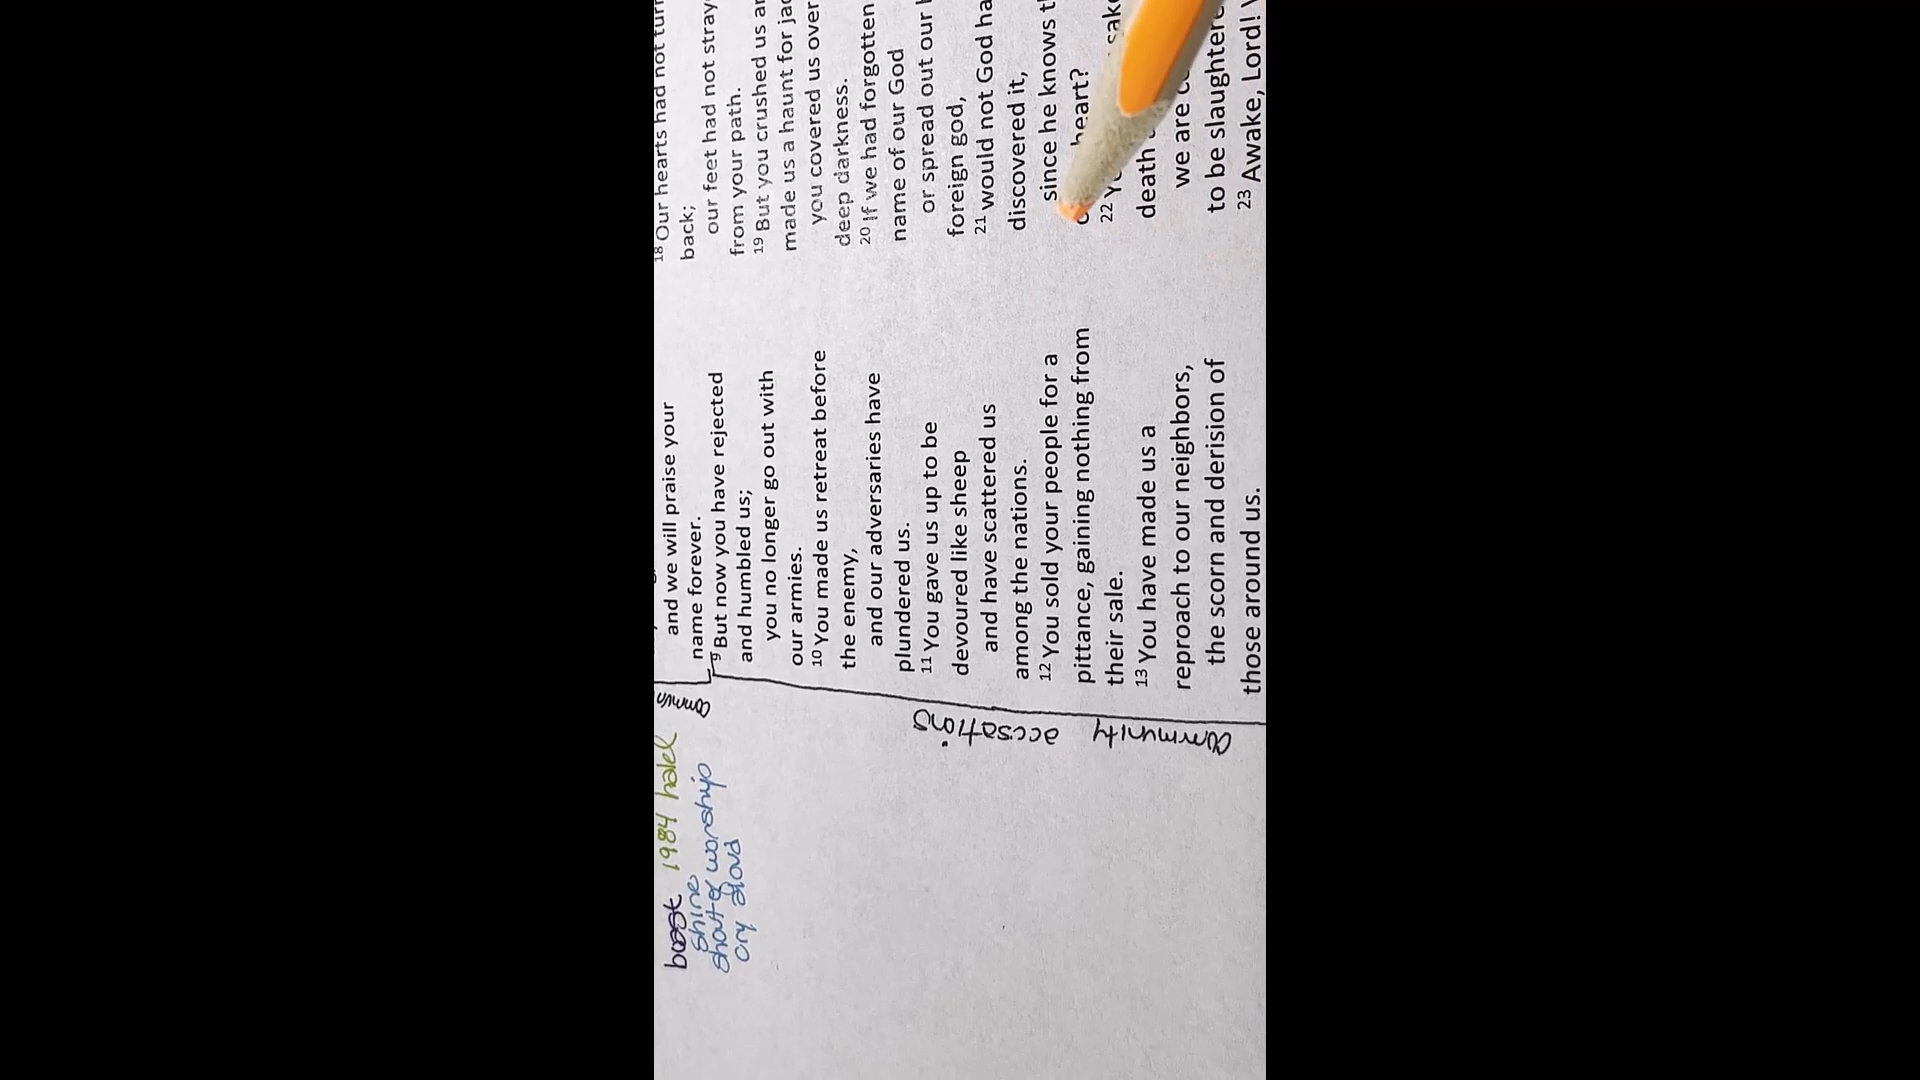 and we will praise your
name forever.
9 But now you have rejected
and humbled us;
you no longer go out with
our armies.
10 You made us retreat before
the enemy,
and our adversaries have
plundered us.
11 You gave us up to be
devoured like sheep
and have scattered us
among the nations.
12 You sold your people for a
pittance, gaining nothing from
their sale.
13 You have made us a
reproach to our neighbors,
the scorn and derision of
those around us.
18 Our hearts had not
back;
our feet had not
from your path.
19 But you crushed us
made us a haunt for
you covered us over
deep darkness.
20 If we had forgotten
name of our God
or spread out our
foreign god,
21 would not God
discovered it,
since he knows
heart?
22
death
we are
to be
23 Awake, Lord!
boast 1984 halel
shine
shout of worship
cry aloud
community
accsations